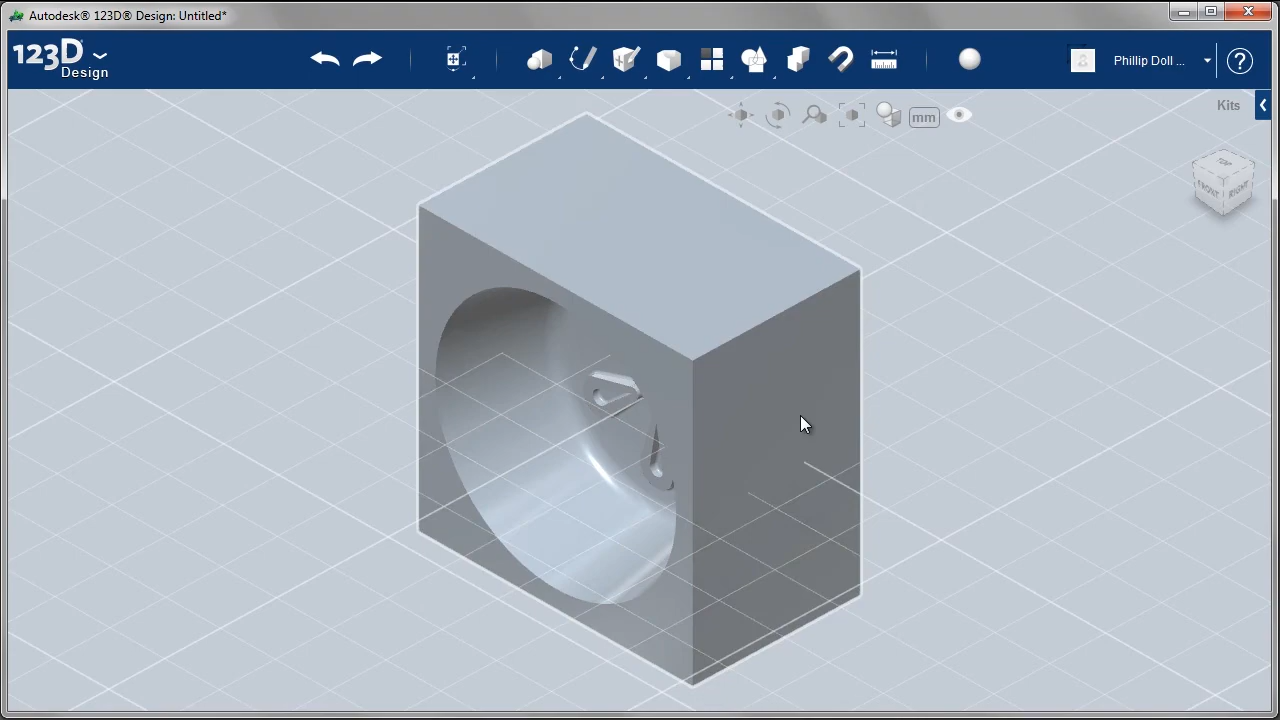 Autodesk® 123D® Design: Untitled*
123D
Design
Phillip Doll ...
?
mm
Kits
TOP
FRONT
RIGHT